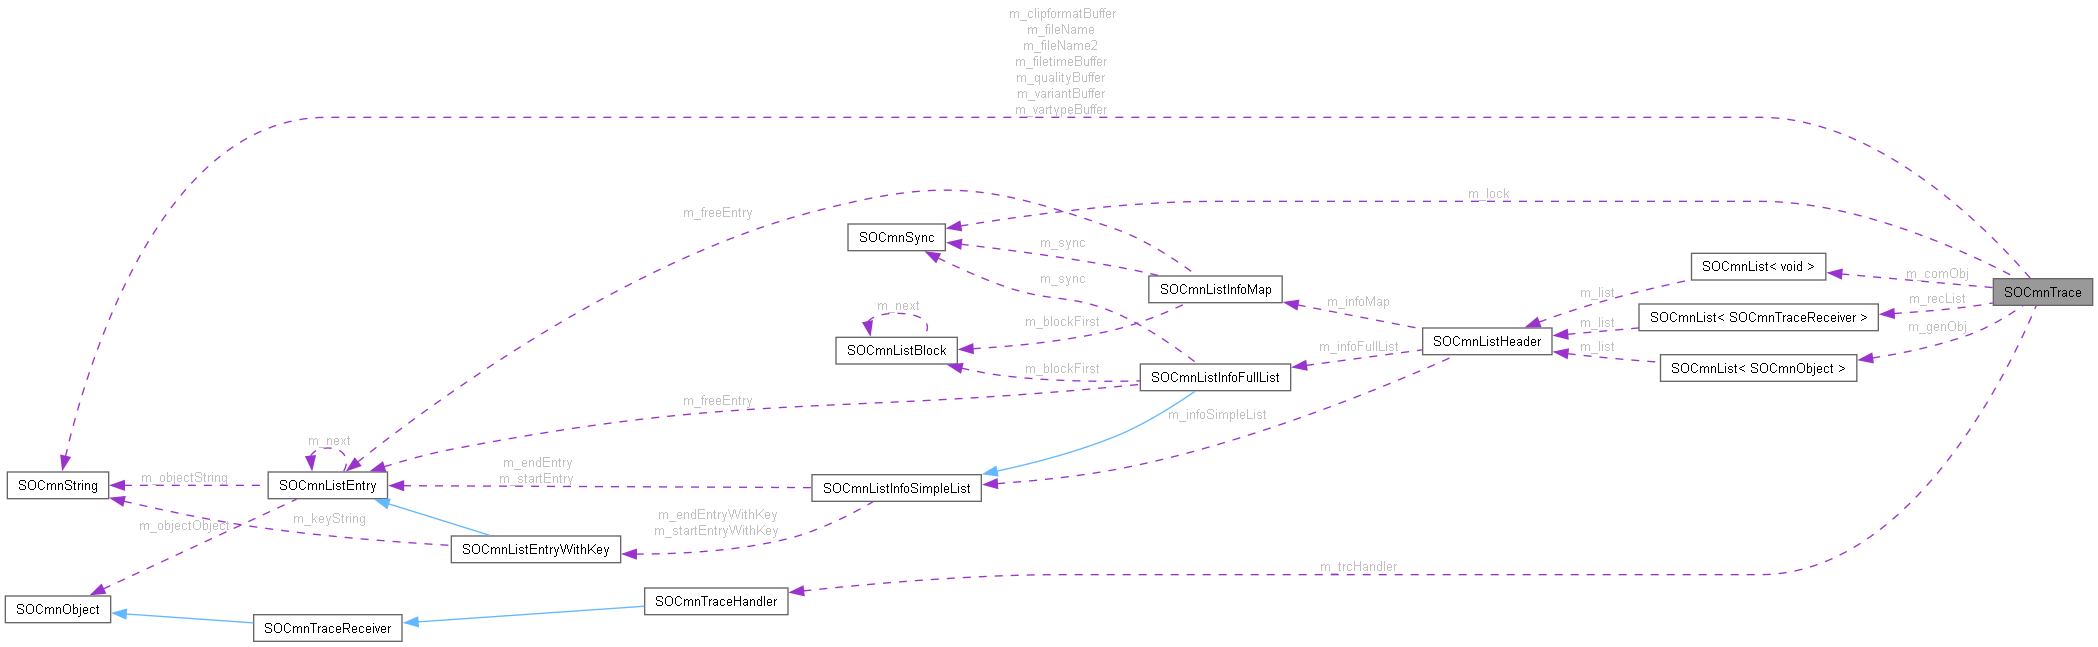 m_clipformatBuffer
m_fileName
m_fileName2
m_filetimeBuffer
m_qualityBuffer
m_variantBuffer
m_vartypeBuffer
m_lock
m_freeEntry
SOCmnSync
m_sync
SOCmnList< void >
m_comObj
m_sync
SOCmnListInfoMap
m_list
SOCmnTrace
m_next
m_infoMap
m_recList
m_blockFirst
m_list
SOCmnList< SOCmnTraceReceiver >
m_genObj
SOCmnListBlock
m_infoFullList
SOCmnListHeader
m_list
m_blockFirst
SOCmnListInfoFullList
SOCmnList< SOCmnObject >
m_freeEntry
m_infoSimpleList
m_next
m_endEntry
m_startEntry
m_objectString
SOCmnString
SOCmnListEntry
SOCmnListInfoSimpleList
m_keyString
m_objectObject
m_endEntryWithKey
m_startEntryWithKey
SOCmnListEntryWithKey
m_trcHandler
SOCmnObject
SOCmnTraceHandler
SOCmnTraceReceiver